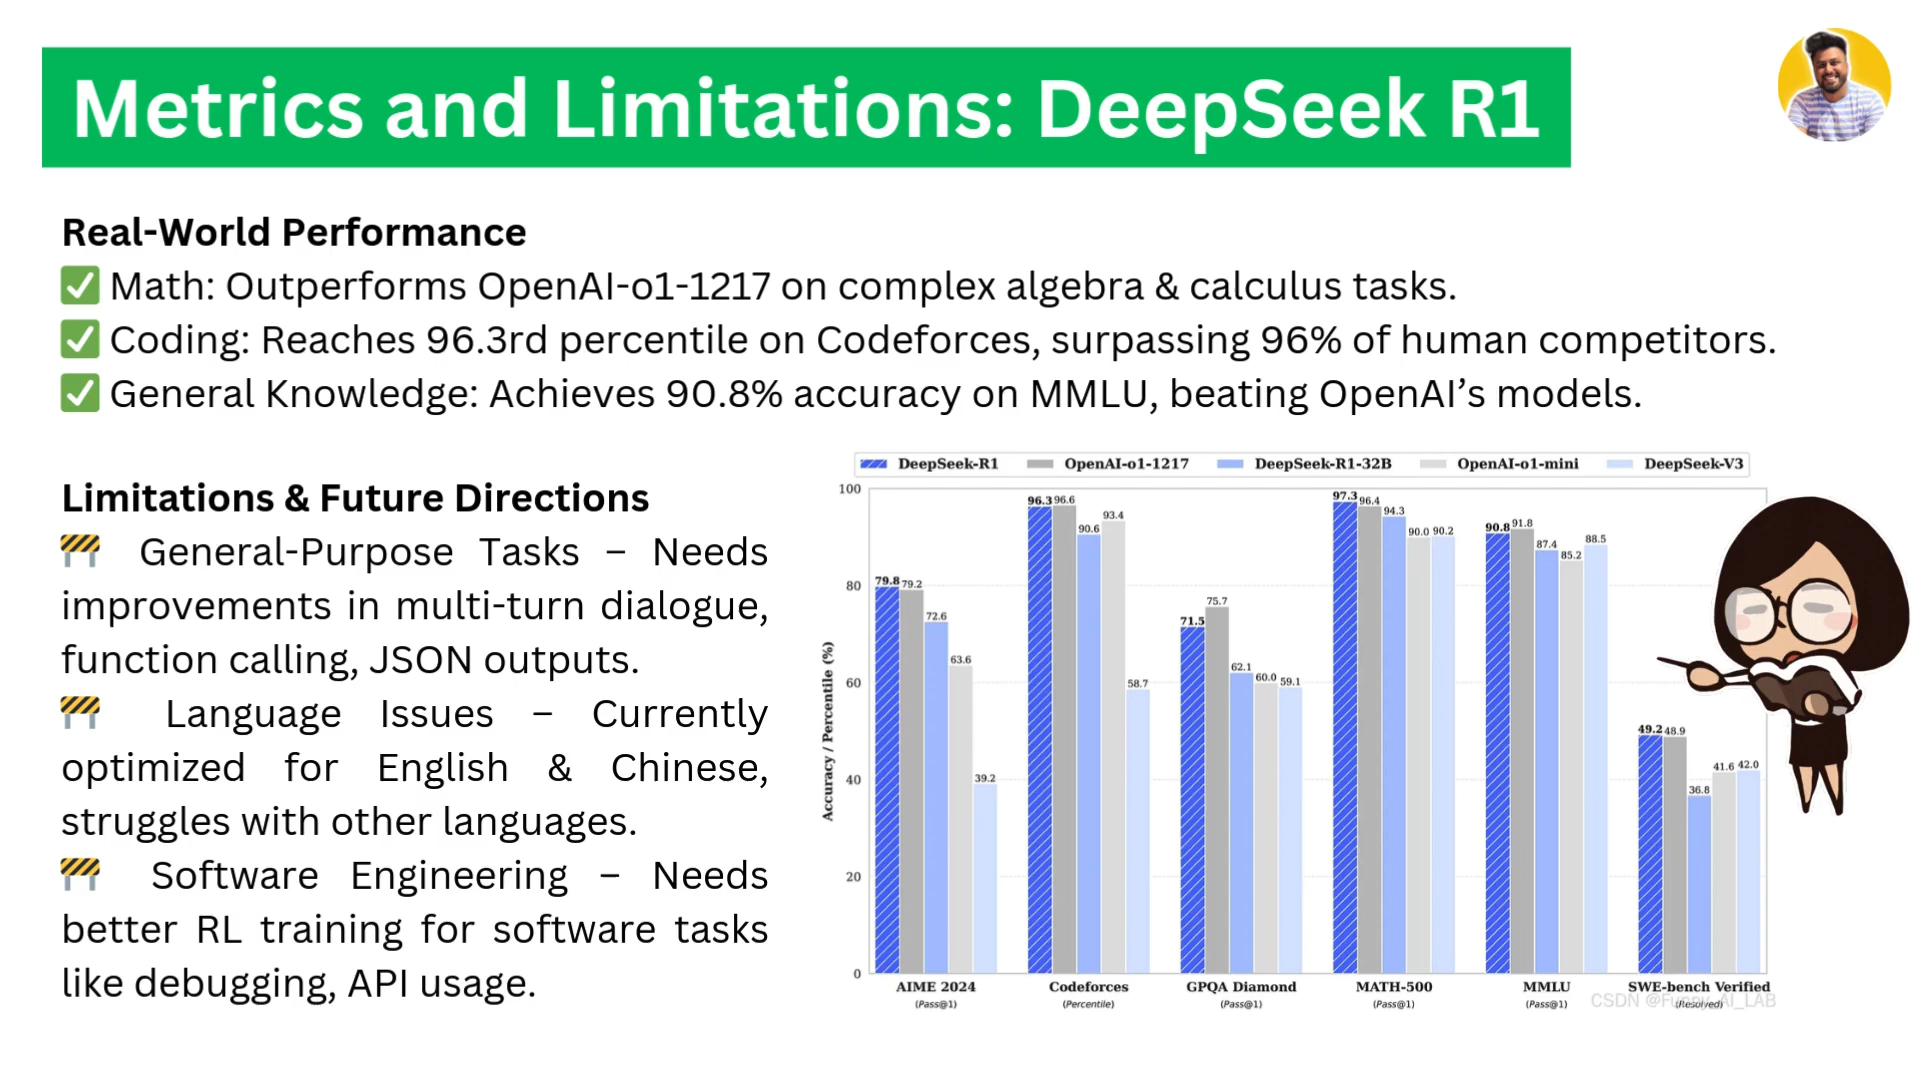 Metrics and Limitations: DeepSeek R1
Real-World Performance
✅ Math: Outperforms OpenAI-o1-1217 on complex algebra & calculus tasks.
✅ Coding: Reaches 96.3rd percentile on Codeforces, surpassing 96% of human competitors.
✅ General Knowledge: Achieves 90.8% accuracy on MMLU, beating OpenAI’s models.
Limitations & Future Directions
🚧 General-Purpose Tasks – Needs
improvements in multi-turn dialogue,
function calling, JSON outputs.
🚧 Language Issues – Currently
optimized for English & Chinese,
struggles with other languages.
🚧 Software Engineering – Needs
better RL training for software tasks
like debugging, API usage.
DeepSeek-R1 OpenAI-o1-1217 DeepSeek-R1-32B OpenAI-o1-mini DeepSeek-V3
Accuracy / Percentile (%)
100
80
60
40
20
0
79.8 79.2 72.6 63.6 39.2
96.3 96.6 90.6 93.4 58.7
71.5 75.7 62.1 60.0 59.1
97.3 96.4 94.3 90.0 90.2
90.8 91.8 87.4 85.2 88.5
49.2 48.9 36.8 41.6 42.0
AIME 2024 Codeforces GPQA Diamond MATH-500 MMLU SWE-bench Verified
(Pass@1) (Percentile) (Pass@1) (Pass@1) (Pass@1) (Resolved)
CSDN @Funny_AI_LAB